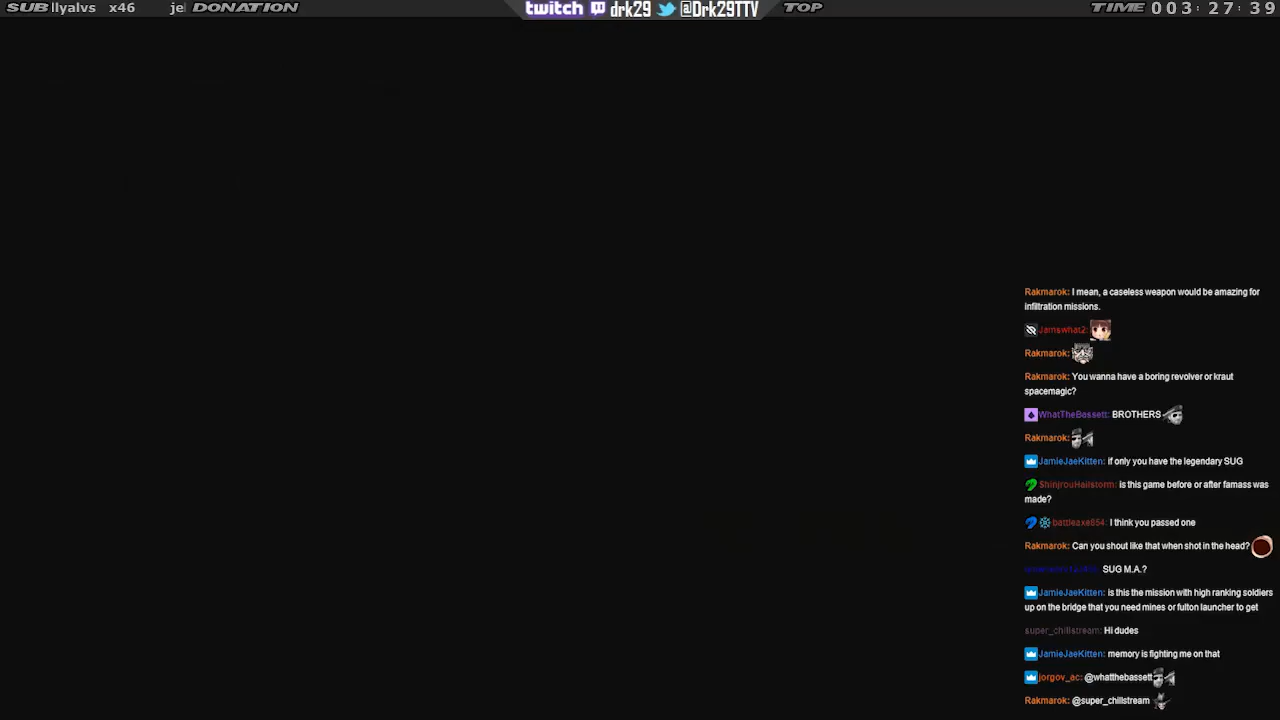 SUB llyalvs x46 je DONATION twitch drk29 @Drk29TTV TOP TIME 003:27:39
Rakmarok: I mean, a caseless weapon would be amazing for
infiltration missions.
Jamswhat2:
Rakmarok:
Rakmarok: You wanna have a boring revolver or kraut
spacemagic?
WhatTheBassett: BROTHERS
Rakmarok:
JamieJaeKitten: if only you have the legendary SUG
ShinjrouHailstorm: is this game before or after famass was
made?
battleaxe854: I think you passed one
Rakmarok: Can you shout like that when shot in the head?
SUG M.A.?
JamieJaeKitten: is this the mission with high ranking soldiers
up on the bridge that you need mines or fulton launcher to get
super_chillstream: Hi dudes
JamieJaeKitten: memory is fighting me on that
jorgov_ac: @whatthebassett
Rakmarok: @super_chillstream